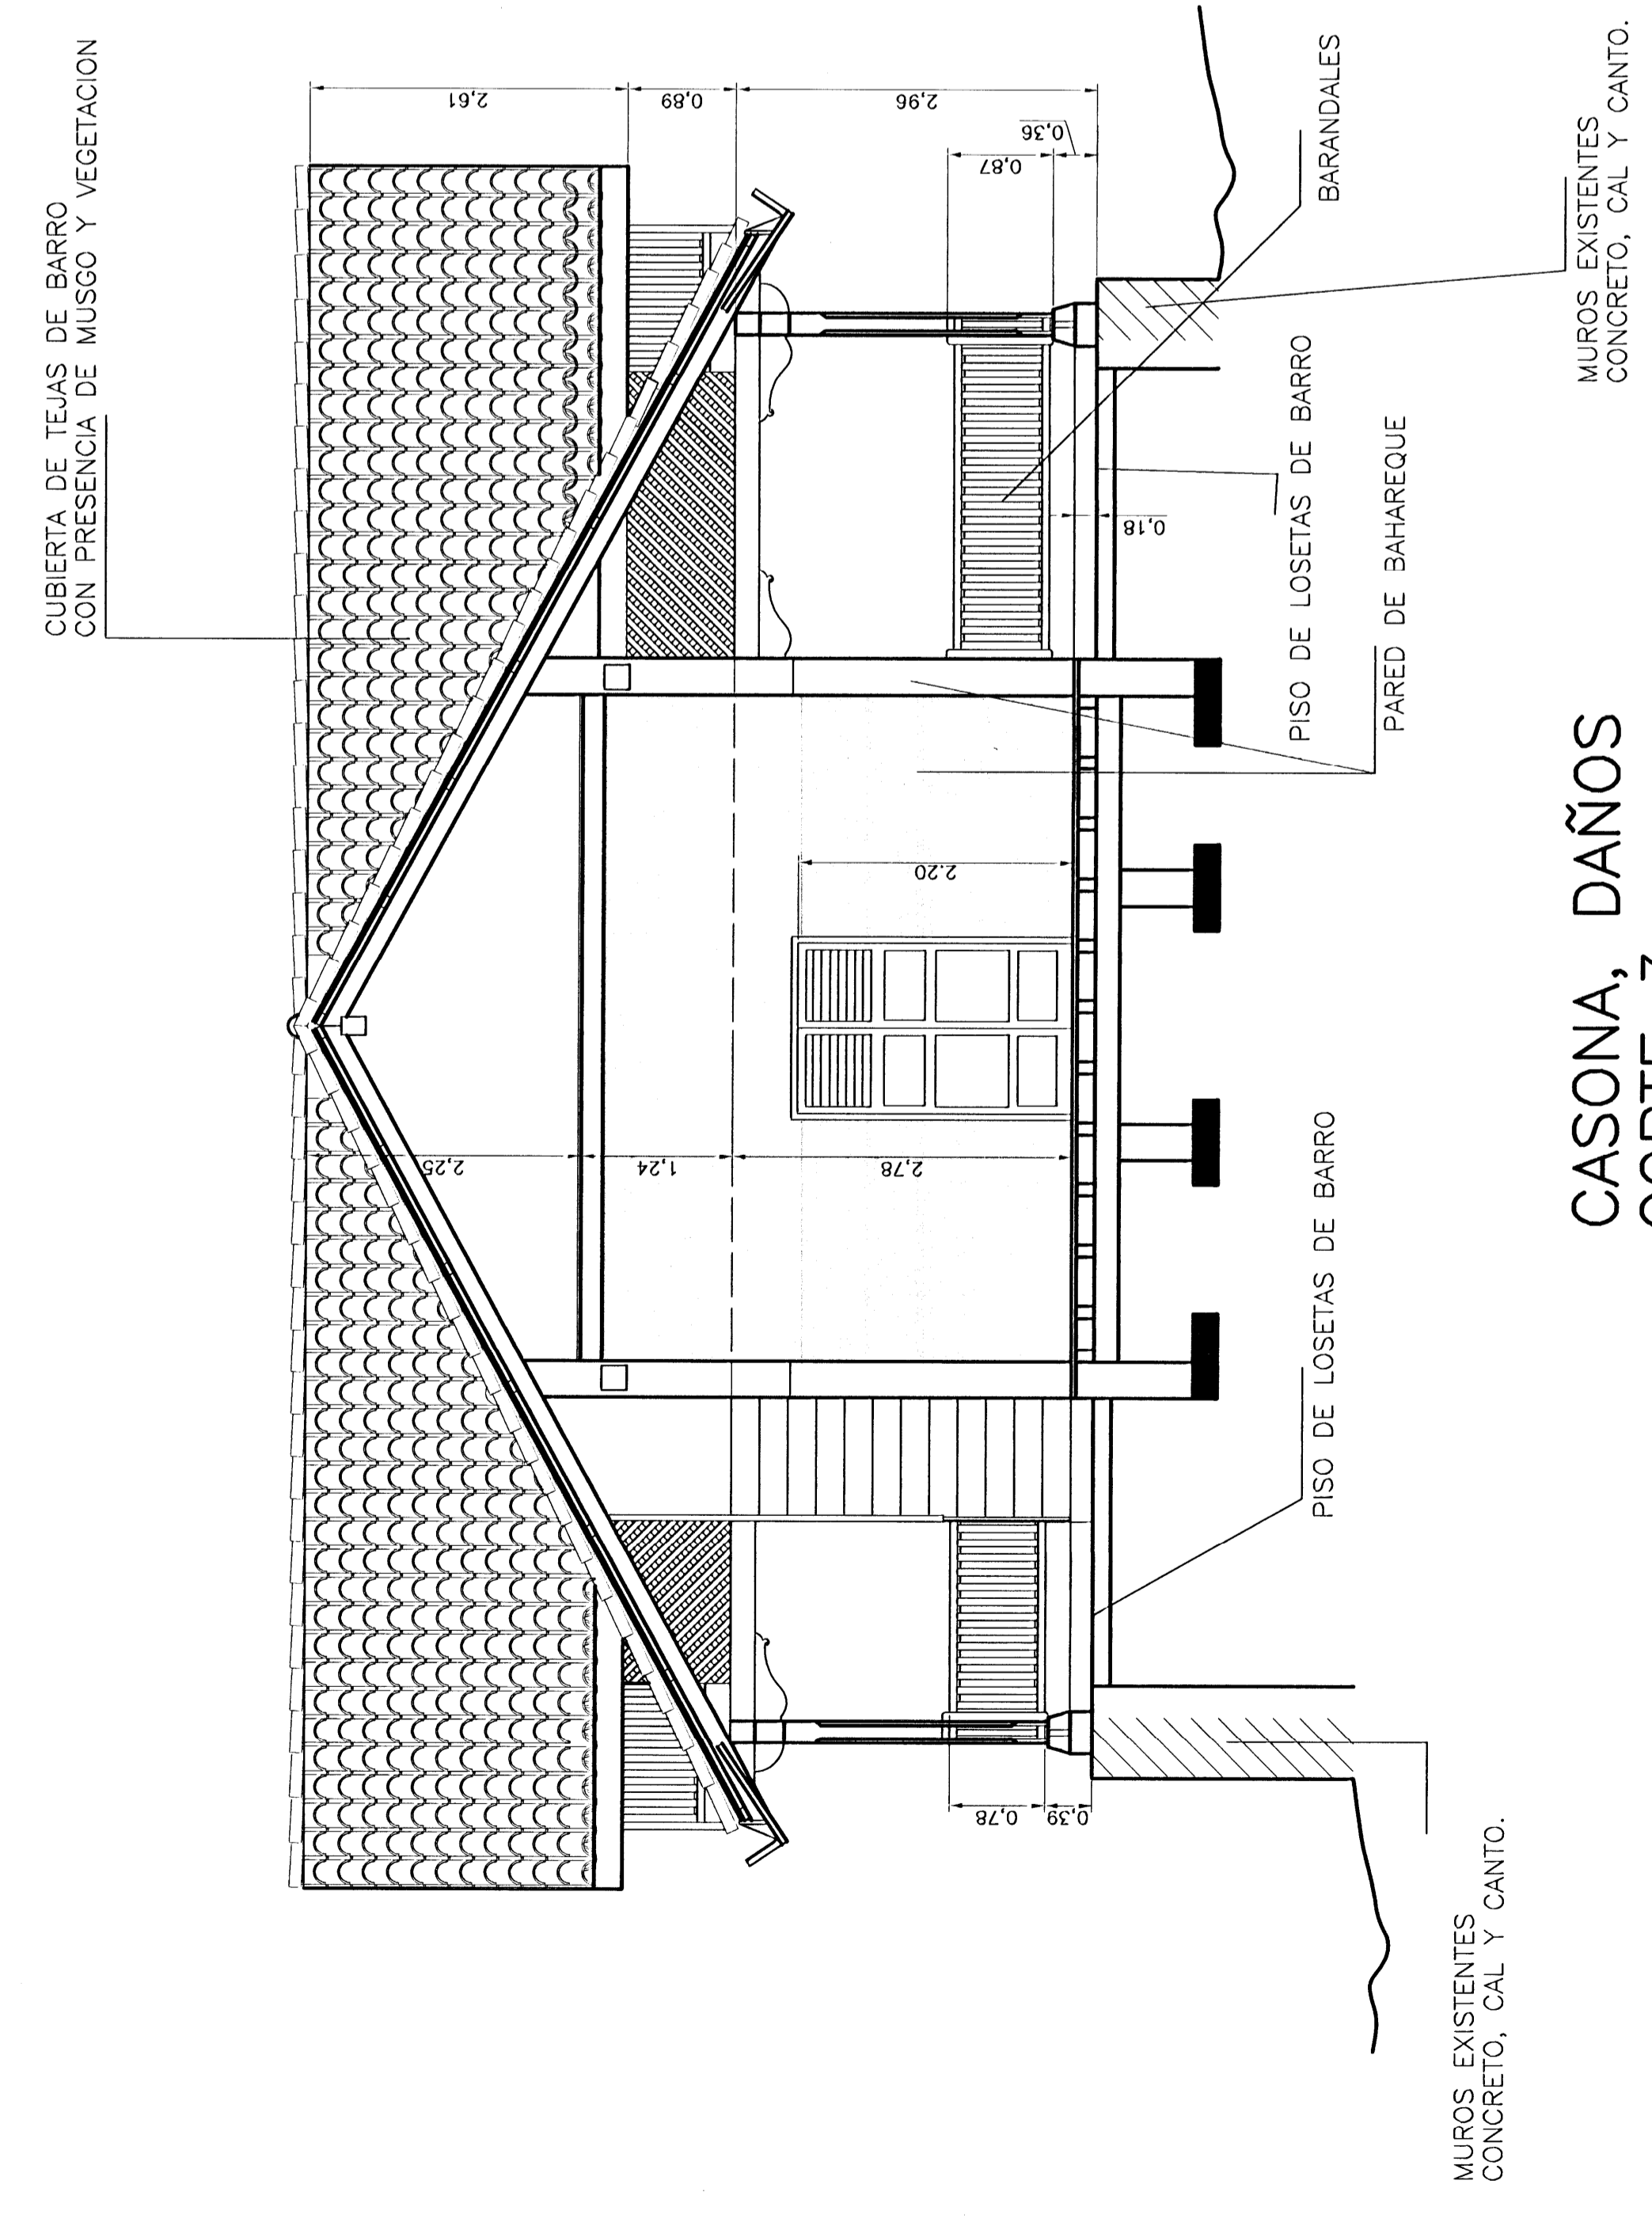 CUBIERTA DE TEJAS DE BARRO
CON PRESENCIA DE MUSGO Y VEGETACION
2,61
0,89
2,96
0,36
0,87
0,18
2.20
2,25
1,24
2,78
0,78
0,39
BARANDALES
MUROS EXISTENTES
CONCRETO, CAL Y CANTO.
PISO DE LOSETAS DE BARRO
PARED DE BAHAREQUE
PISO DE LOSETAS DE BARRO
MUROS EXISTENTES
CONCRETO, CAL Y CANTO.
CASONA, DAÑOS